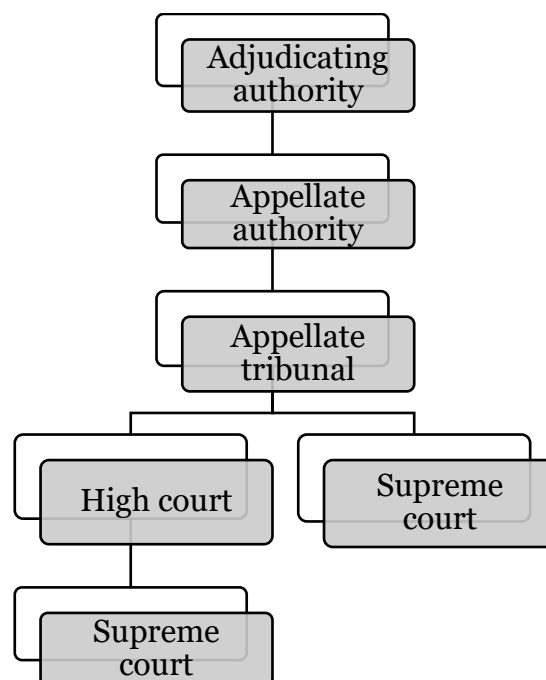 Adjudicating
authority
Appellate
authority
Appellate
tribunal
High court
Supreme
court
Supreme
court